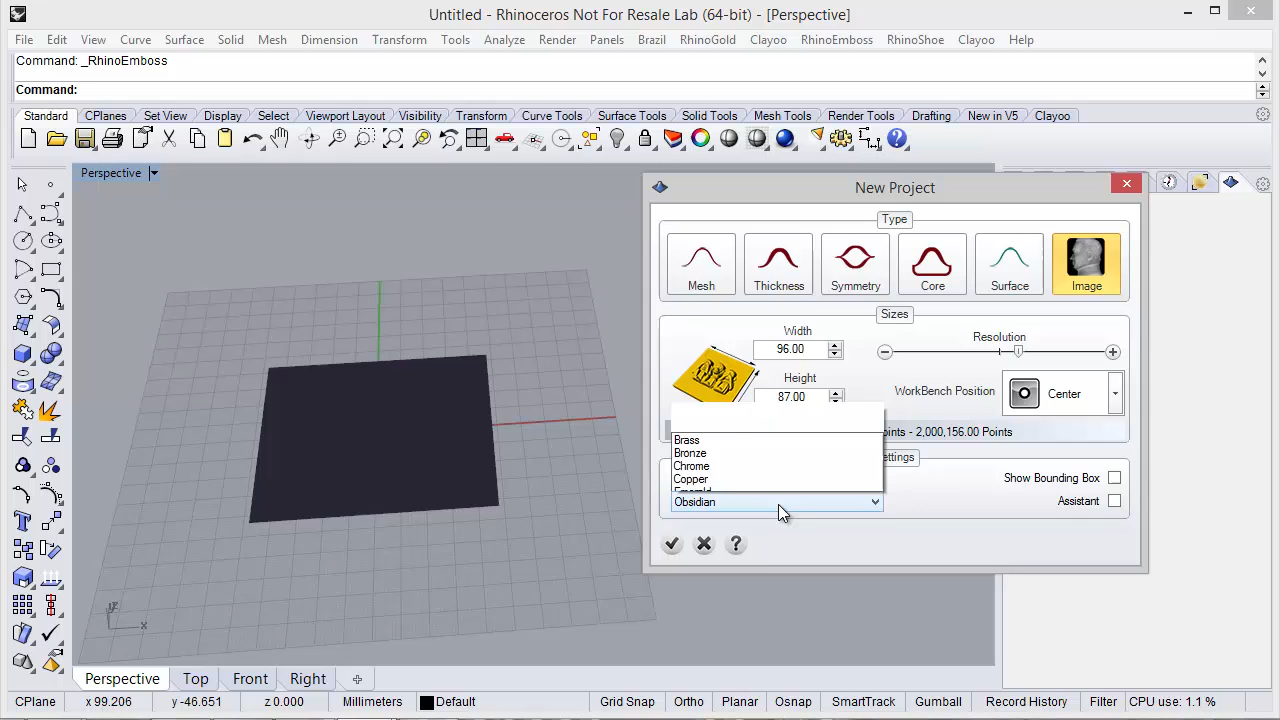 Untitled - Rhinoceros Not For Resale Lab (64-bit) - [Perspective]
File Edit View Curve Surface Solid Mesh Dimension Transform Tools Analyze Render Panels Brazil RhinoGold Clayoo RhinoEmboss RhinoShoe Clayoo Help
Command: _RhinoEmboss
Command:
Standard CPlanes Set View Display Select Viewport Layout Visibility Transform Curve Tools Surface Tools Solid Tools Mesh Tools Render Tools Drafting New in V5 Clayoo
Perspective
New Project
Type
Mesh Thickness Symmetry Core Surface Image
Sizes
Width
96.00
Resolution
Height
87.00
WorkBench Position Center
oints - 2,000,156.00 Points
Brass
Bronze
Chrome
Copper
Emerald
Obsidian
ettings
Show Bounding Box
Assistant
y
x
Perspective Top Front Right
CPlane x 99.206 y -46.651 z 0.000 Millimeters Default Grid Snap Ortho Planar Osnap SmartTrack Gumball Record History Filter CPU use: 1.1 %